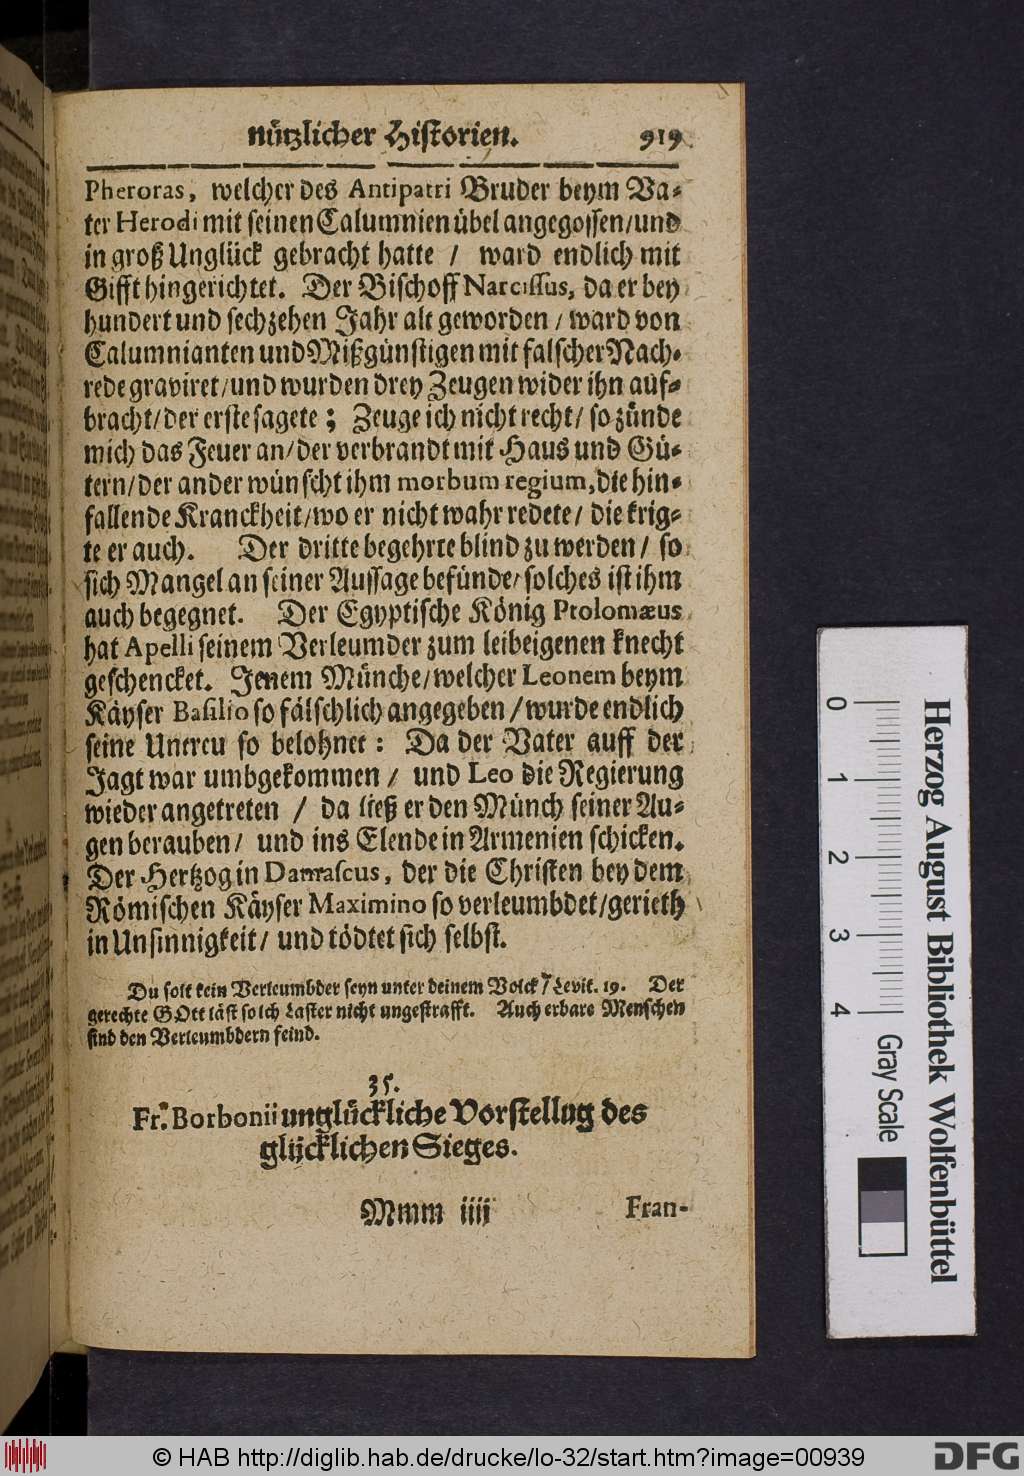 nützlicher Historien. 919
Pheroras, welcher des Antipatri Bruder beym Va-
ter Herodi mit seinen Calumnien übel angegossen/und
in groß Unglück gebracht hatte / ward endlich mit
Gifft hingerichtet. Der Bischoff Narcissus, da er bey
hundert und sechzehen Jahr alt geworden / ward von
Calumnianten und Mißgünstigen mit falscher Nach-
rede graviret/und wurden drey Zeugen wider ihn auf-
bracht/der erste sagete; Zeuge ich nicht recht/ so zünde
mich das Feuer an/der verbrandt mit Haus und Gü-
tern/der ander wünscht ihm morbum regium, die hin-
fallende Kranckheit/wo er nicht wahr redete/ die krig-
te er auch. Der dritte begehrte blind zu werden / so
sich Mangel an seiner Aussage befünde/solches ist ihm
auch begegnet. Der Egyptische König Ptolomæus
hat Apelli seinem Verleumder zum leibeigenen knecht
geschencket. Jenem Münche/welcher Leonem beym
Käyser Basilio so fälschlich angegeben / wurde endlich
seine Untreu so belohnet: Da der Vater auff der
Jagt war umbgekommen / und Leo die Regierung
wieder angetreten / da ließ er den Münch seiner Au-
gen berauben/ und ins Elende in Armenien schicken.
Der Hertzog in Damascus, der die Christen bey dem
Römischen Käyser Maximino so verleumbdet/gerieth
in Unsinnigkeit/ und tödtet sich selbst.
Du solt kein Verleumbder seyn unter deinem Volck/ Levit. 19. Der
gerechte GOtt läst solch Laster nicht ungestrafft. Auch erbare Menschen
sind den Verleumbdern feind.
35.
Fr. Borbonii unglückliche Vorstellug des
glücklichen Sieges.
Mmm iiij Fran-
0 1 2 3 4
Gray Scale
Herzog August Bibliothek Wolfenbüttel
© HAB http://diglib.hab.de/drucke/lo-32/start.htm?image=00939
DFG